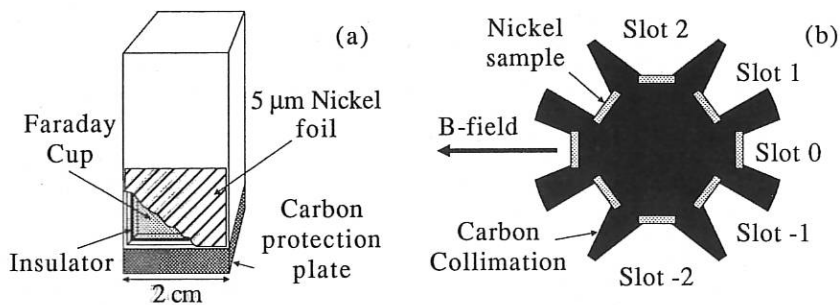 (a)
5 μm Nickel
foil
Faraday
Cup
Carbon
protection
plate
Insulator
2 cm
(b)
Slot 2
Nickel
sample
Slot 1
B-field
Slot 0
Carbon
Collimation
Slot -1
Slot -2